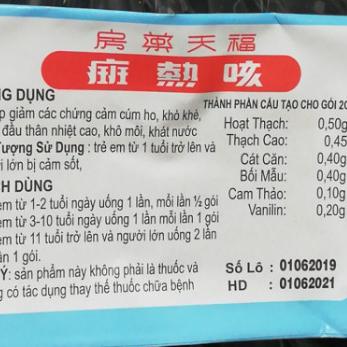 房藥天福
痲熱咳
NG DỤNG
p giảm các chứng cảm cúm ho, khò khè,
đầu thân nhiệt cao, khô môi, khát nước
ƯỢNG SỬ DỤNG : trẻ em từ 1 tuổi trở lên và
ời lớn bị cảm sốt,
CH DÙNG
em từ 1-2 tuổi ngày uống 1 lần, mỗi lần ½ gói
em từ 3-10 tuổi ngày uống 1 lần mỗi lần 1 gói
em từ 11 tuổi trở lên và người lớn uống 2 lần
ần 1 gói.
Ý: sản phẩm này không phải là thuốc và
g có tác dụng thay thế thuốc chữa bệnh
THÀNH PHẦN CẤU TẠO CHO GÓI 20
Hoạt Thạch: 0,50g
Thạch Cao: 0,45
Cát Căn: 0,40g
Bối Mẫu: 0,40g
Cam Thảo: 0,10g
Vanilin: 0,20g
Số Lô : 01062019
HD : 01062021